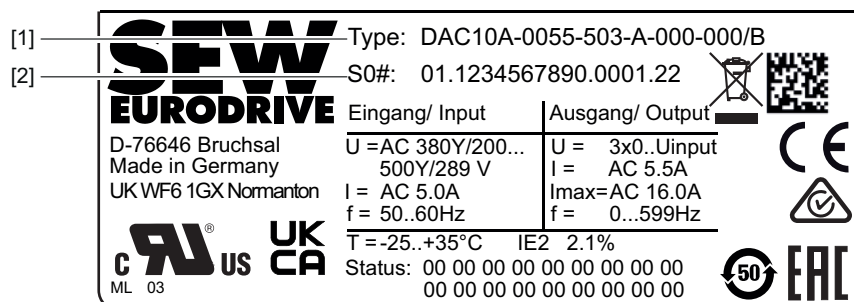 [1]
Type: DAC10A-0055-503-A-000-000/B
[2]
S0#: 01.1234567890.0001.22
SEW
EURODRIVE
D-76646 Bruchsal
Made in Germany
UK WF6 1GX Normanton
Eingang/ Input
U =AC 380Y/200...
500Y/289 V
I = AC 5.0A
f = 50..60Hz
Ausgang/ Output
U = 3x0..Uinput
I = AC 5.5A
Imax=AC 16.0A
f = 0...599Hz
T =-25..+35°C IE2 2.1%
Status: 00 00 00 00 00 00 00 00 00
00 00 00 00 00 00 00 00 00
C RU ® US
ML 03
UK
CA
CE
50
EAC